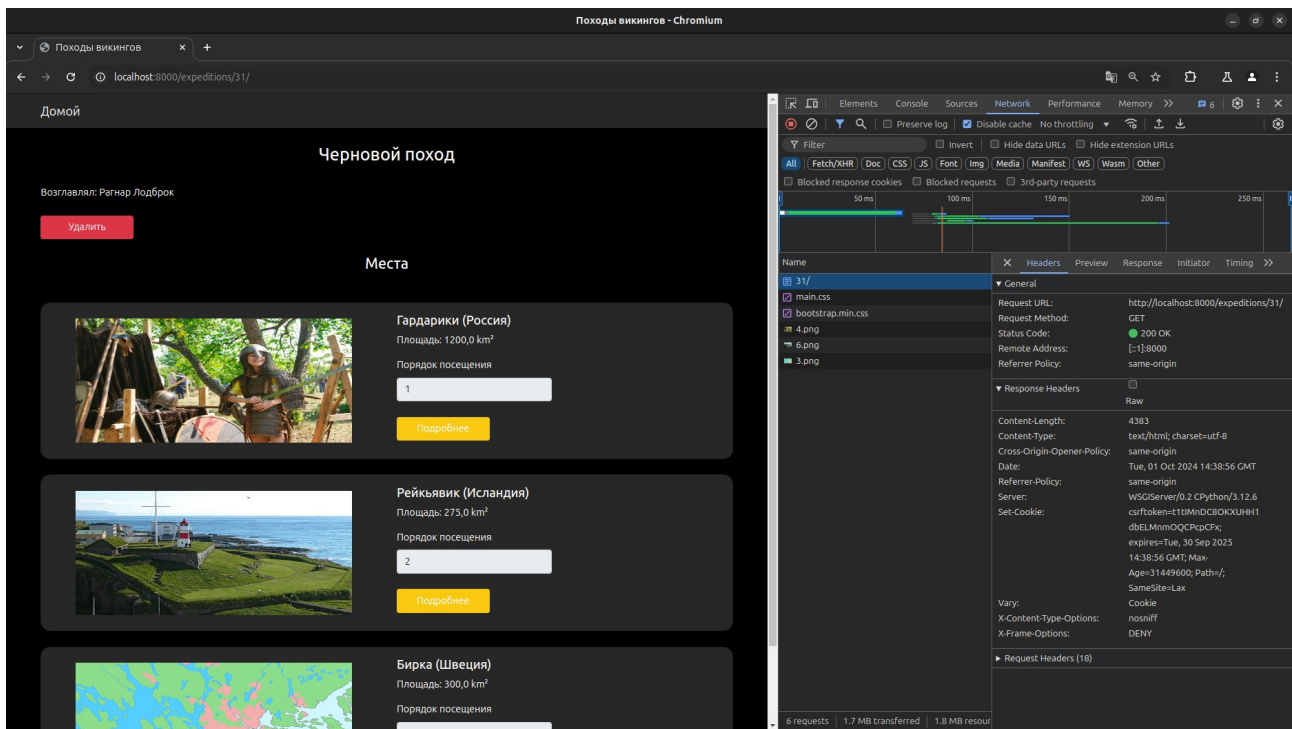 Походы викингов - Chromium
Походы викингов
localhost:8000/expeditions/31/
Домой
Черновой поход
Возглавлял: Рагнар Лодброк
Удалить
Места
Гардарики (Россия)
Площадь: 1200,0 km²
Порядок посещения
1
Подробнее
Рейкьявик (Исландия)
Площадь: 275,0 km²
Порядок посещения
2
Подробнее
Бирка (Швеция)
Площадь: 300,0 km²
Порядок посещения
Elements Console Sources Network Performance Memory 6
Preserve log Disable cache No throttling
Filter Invert Hide data URLs Hide extension URLs
All Fetch/XHR Doc CSS JS Font Img Media Manifest WS Wasm Other
Blocked response cookies Blocked requests 3rd-party requests
50 ms 100 ms 150 ms 200 ms 250 ms
Name
31/
main.css
bootstrap.min.css
4.png
6.png
3.png
Headers Preview Response Initiator Timing
General
Request URL: http://localhost:8000/expeditions/31/
Request Method: GET
Status Code: 200 OK
Remote Address: [::1]:8000
Referrer Policy: same-origin
Response Headers
Raw
Content-Length: 4383
Content-Type: text/html; charset=utf-8
Cross-Origin-Opener-Policy: same-origin
Date: Tue, 01 Oct 2024 14:38:56 GMT
Referrer-Policy: same-origin
Server: WSGIServer/0.2 CPython/3.12.6
Set-Cookie: csrftoken=t1tIMnDC8OKXUHH1
dbELMnmOQCPcpCFx;
expires=Tue, 30 Sep 2025
14:38:56 GMT; Max-
Age=31449600; Path=/;
SameSite=Lax
Vary: Cookie
X-Content-Type-Options: nosniff
X-Frame-Options: DENY
Request Headers (18)
6 requests 1.7 MB transferred 1.8 MB resour